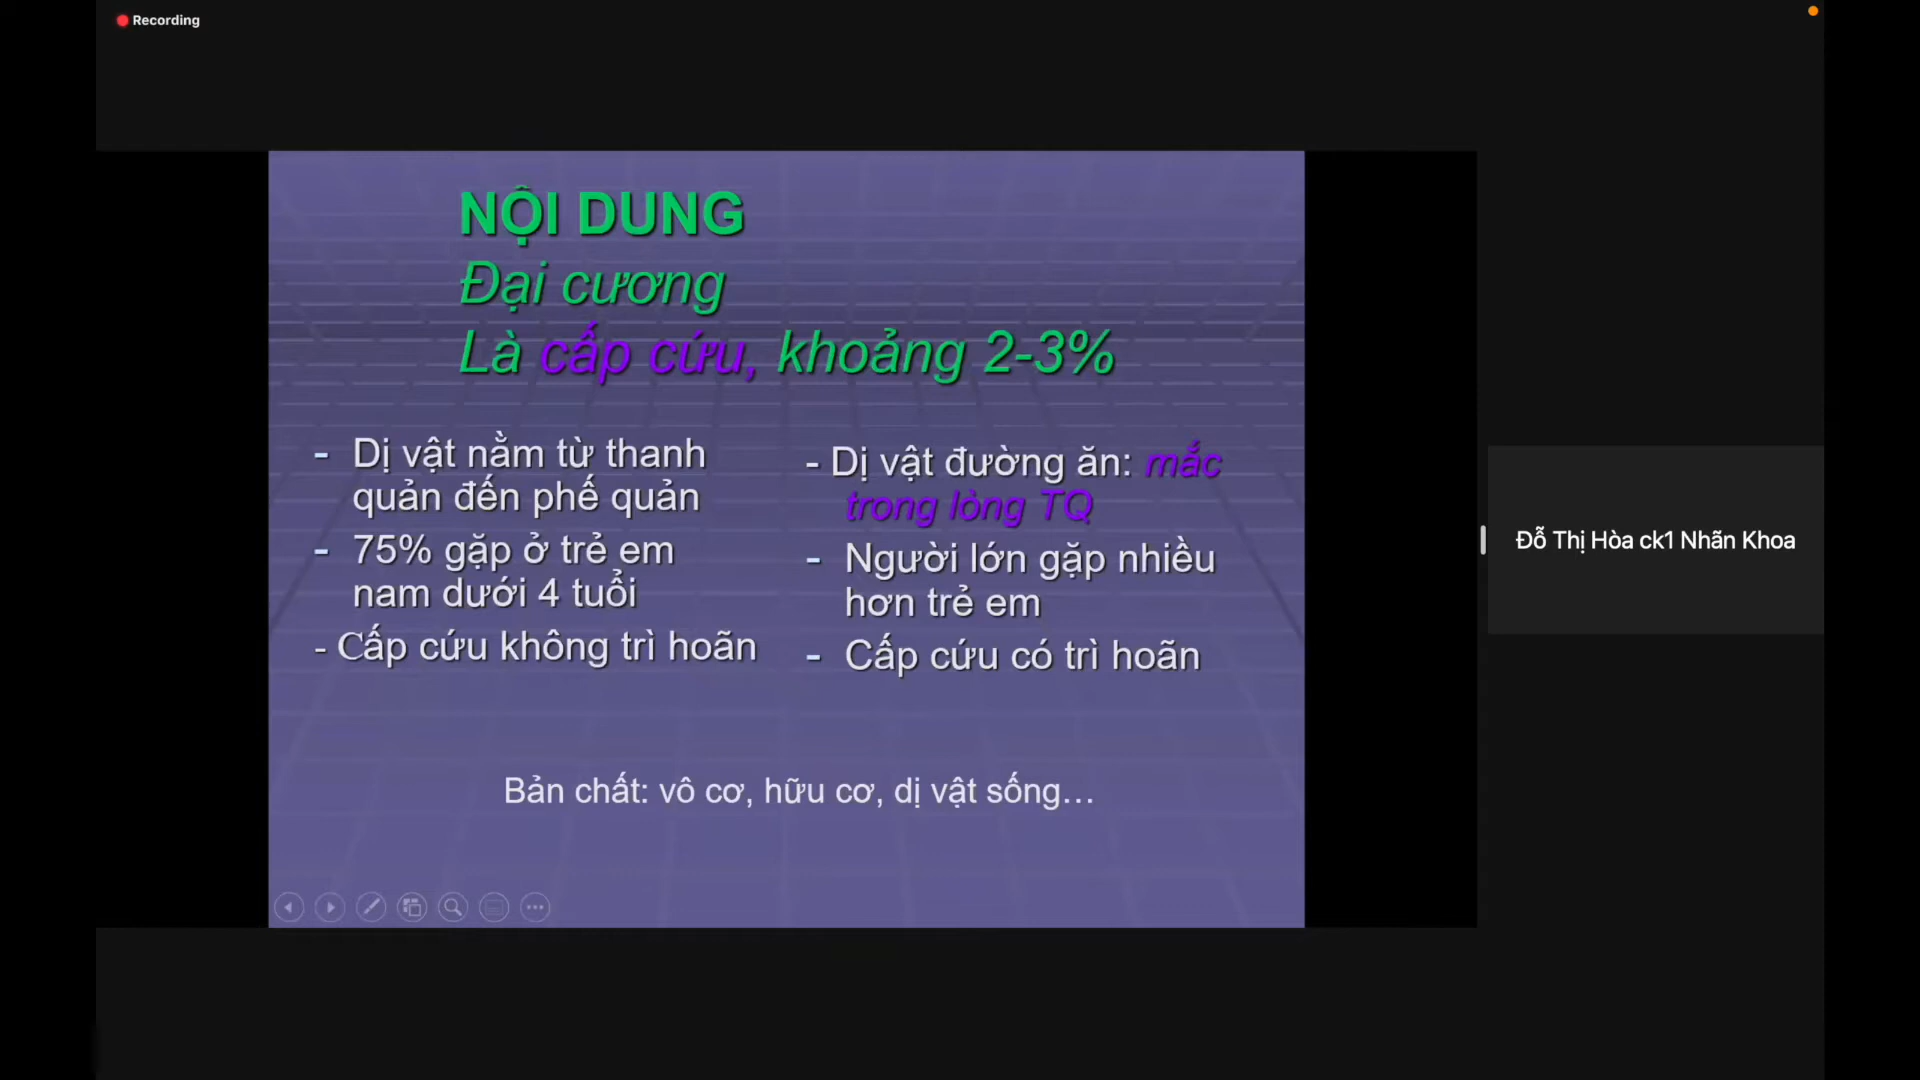 Recording
NỘI DUNG
Đại cương
Là cấp cứu, khoảng 2-3%
- Dị vật nằm từ thanh
quản đến phế quản
- 75% gặp ở trẻ em
nam dưới 4 tuổi
- Cấp cứu không trì hoãn
- Dị vật đường ăn: mắc
trong lòng TQ
- Người lớn gặp nhiều
hơn trẻ em
- Cấp cứu có trì hoãn
Bản chất: vô cơ, hữu cơ, dị vật sống...
Đỗ Thị Hòa ck1 Nhãn Khoa